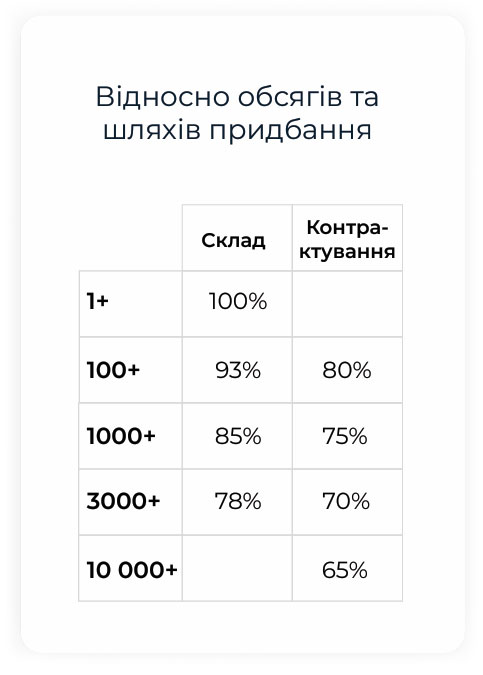 Відносно обсягів та
шляхів придбання
Склад
Контра-
ктування
1+ 100%
100+ 93% 80%
1000+ 85% 75%
3000+ 78% 70%
10 000+ 65%